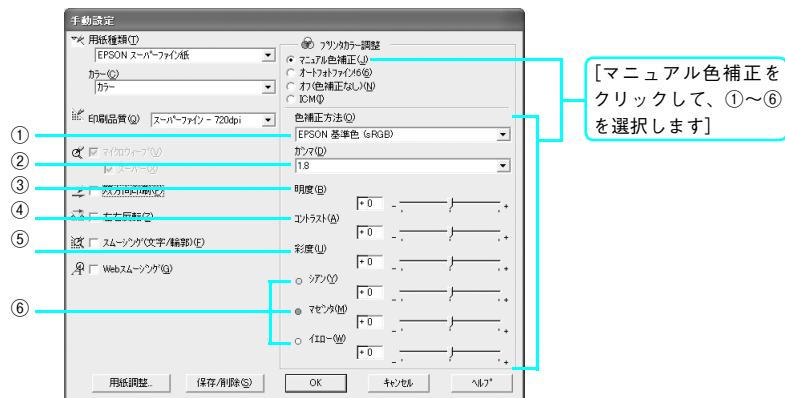 手動設定
用紙種類(T)
EPSON スーパーファイン紙
カラー(C)
カラー
印刷品質(Q) スーパーファイン - 720dpi
マイクロウィーブ(V)
スーパー(X)
双方向印刷(P)
左右反転(Z)
スムージング(文字/輪郭)(F)
Webスムージング(G)
用紙調整...
保存/削除(S)
プリンタカラー調整
マニュアル色補正(J)
オートフォトファイン!6(6)
オフ(色補正なし)(N)
ICM(I)
色補正方法(O)
EPSON 基準色 (sRGB)
ガンマ(D)
1.8
明度(B)
+ 0 - +
コントラスト(A)
+ 0 - +
彩度(U)
+ 0 - +
シアン(Y)
+ 0 - +
マゼンタ(M)
+ 0 - +
イエロー(W)
+ 0 - +
OK
キャンセル
ヘルプ
①
②
③
④
⑤
⑥
[マニュアル色補正を
クリックして、①～⑥
を選択します]